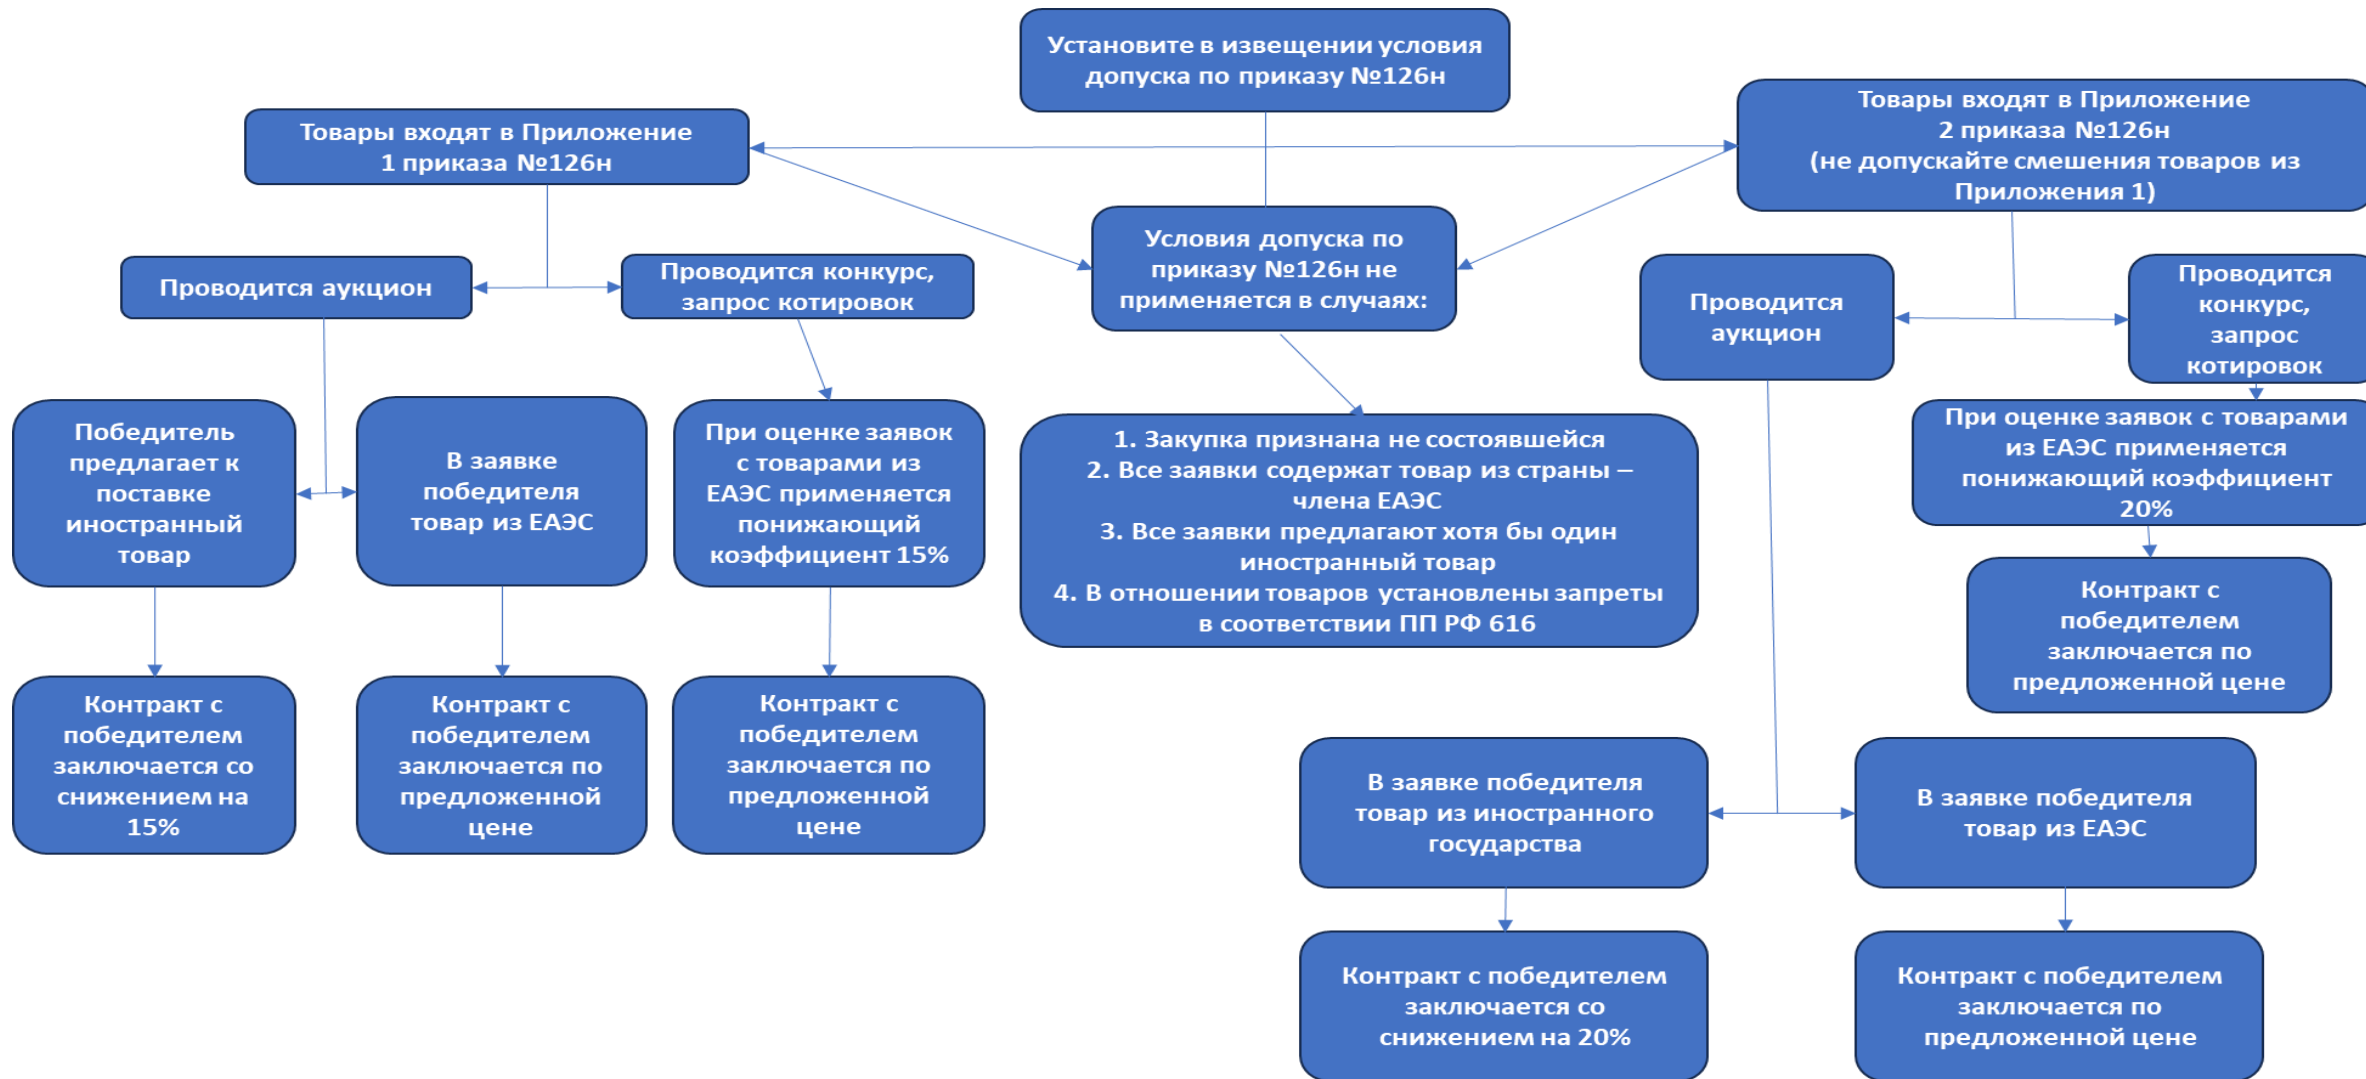 Установите в извещении условия
допуска по приказу №126н
Товары входят в Приложение
1 приказа №126н
Товары входят в Приложение
2 приказа №126н
(не допускайте смешения товаров из
Приложения 1)
Условия допуска по
приказу №126н не
применяется в случаях:
Проводится аукцион
Проводится конкурс,
запрос котировок
Проводится
аукцион
Проводится
конкурс,
запрос
котировок
Победитель
предлагает к
поставке
иностранный
товар
В заявке
победителя
товар из ЕАЭС
При оценке заявок
с товарами из
ЕАЭС применяется
понижающий
коэффициент 15%
1. Закупка признана не состоявшейся
2. Все заявки содержат товар из страны –
члена ЕАЭС
3. Все заявки предлагают хотя бы один
иностранный товар
4. В отношении товаров установлены запреты
в соответствии ПП РФ 616
При оценке заявок с товарами
из ЕАЭС применяется
понижающий коэффициент
20%
Контракт с
победителем
заключается по
предложенной цене
Контракт с
победителем
заключается со
снижением на
15%
Контракт с
победителем
заключается по
предложенной
цене
Контракт с
победителем
заключается по
предложенной
цене
В заявке победителя
товар из иностранного
государства
В заявке победителя
товар из ЕАЭС
Контракт с победителем
заключается со
снижением на 20%
Контракт с победителем
заключается по
предложенной цене